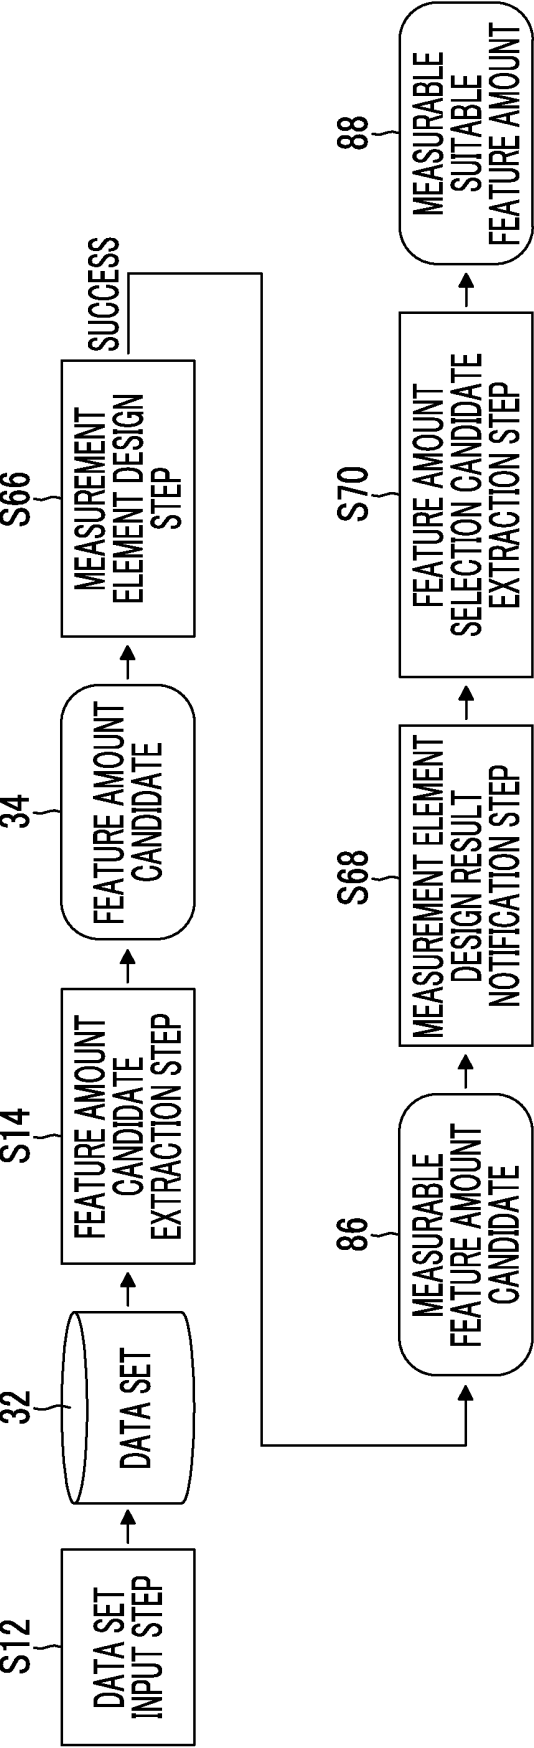 S12
DATA SET
INPUT STEP
32
DATA SET
S14
FEATURE AMOUNT
CANDIDATE
EXTRACTION STEP
34
FEATURE AMOUNT
CANDIDATE
S66
MEASUREMENT
ELEMENT DESIGN
STEP
SUCCESS
86
MEASURABLE
FEATURE AMOUNT
CANDIDATE
S68
MEASUREMENT ELEMENT
DESIGN RESULT
NOTIFICATION STEP
S70
FEATURE AMOUNT
SELECTION CANDIDATE
EXTRACTION STEP
88
MEASURABLE
SUITABLE
FEATURE AMOUNT